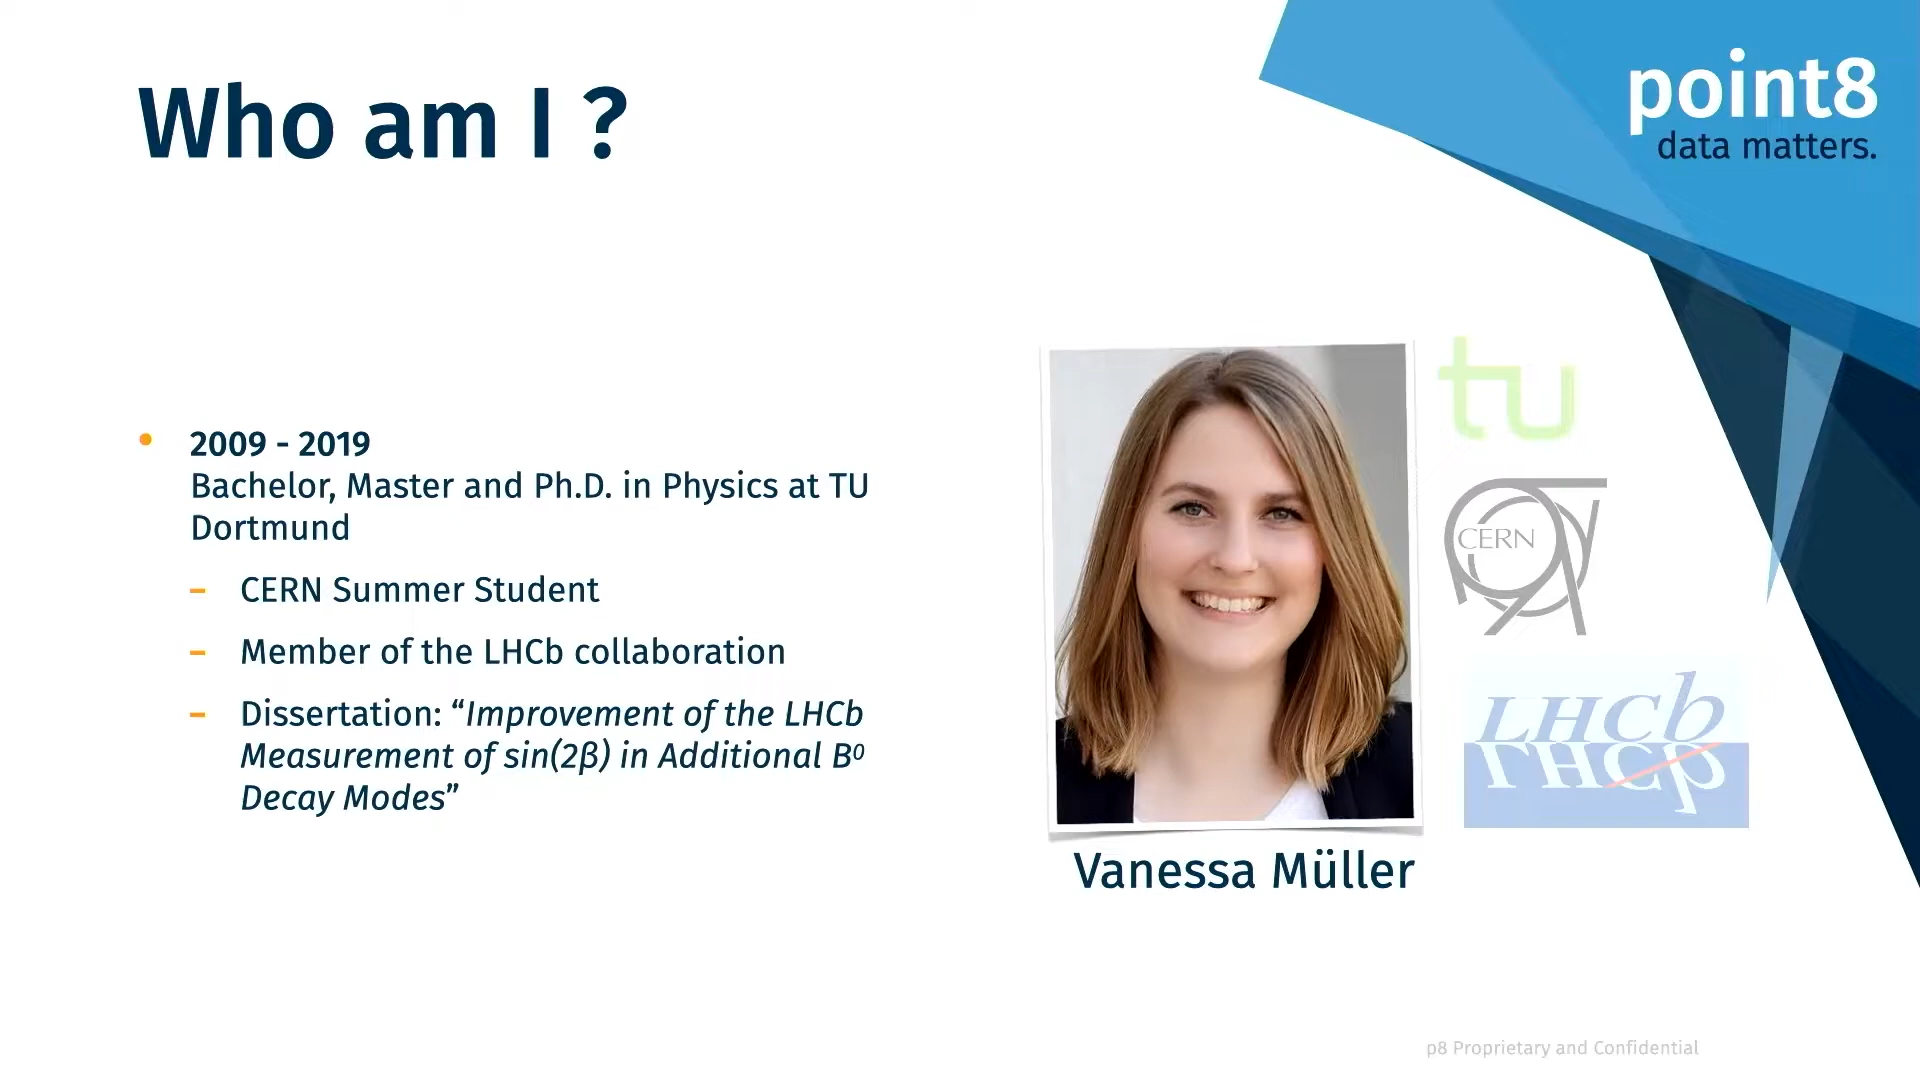 Who am I ?
point8
data matters.
• 2009 - 2019
Bachelor, Master and Ph.D. in Physics at TU
Dortmund
– CERN Summer Student
– Member of the LHCb collaboration
– Dissertation: “Improvement of the LHCb
Measurement of sin(2β) in Additional B⁰
Decay Modes”
tu
CERN
LHCb
LHCb
Vanessa Müller
p8 Proprietary and Confidential